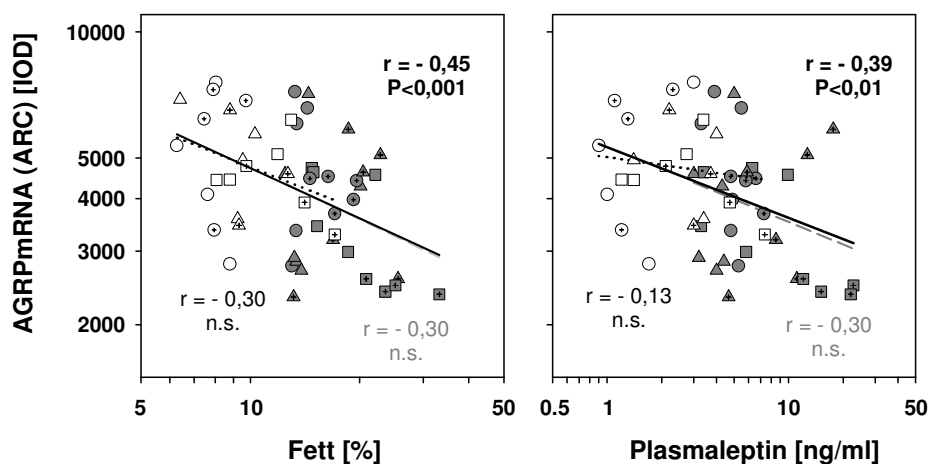 AGRPmRNA (ARC) [IOD]
10000
5000
4000
3000
2000
r = - 0,45
P<0,001
r = - 0,30
n.s.
r = - 0,30
n.s.
5
10
50
Fett [%]
r = - 0,39
P<0,01
r = - 0,13
n.s.
r = - 0,30
n.s.
0.5
1
10
50
Plasmaleptin [ng/ml]